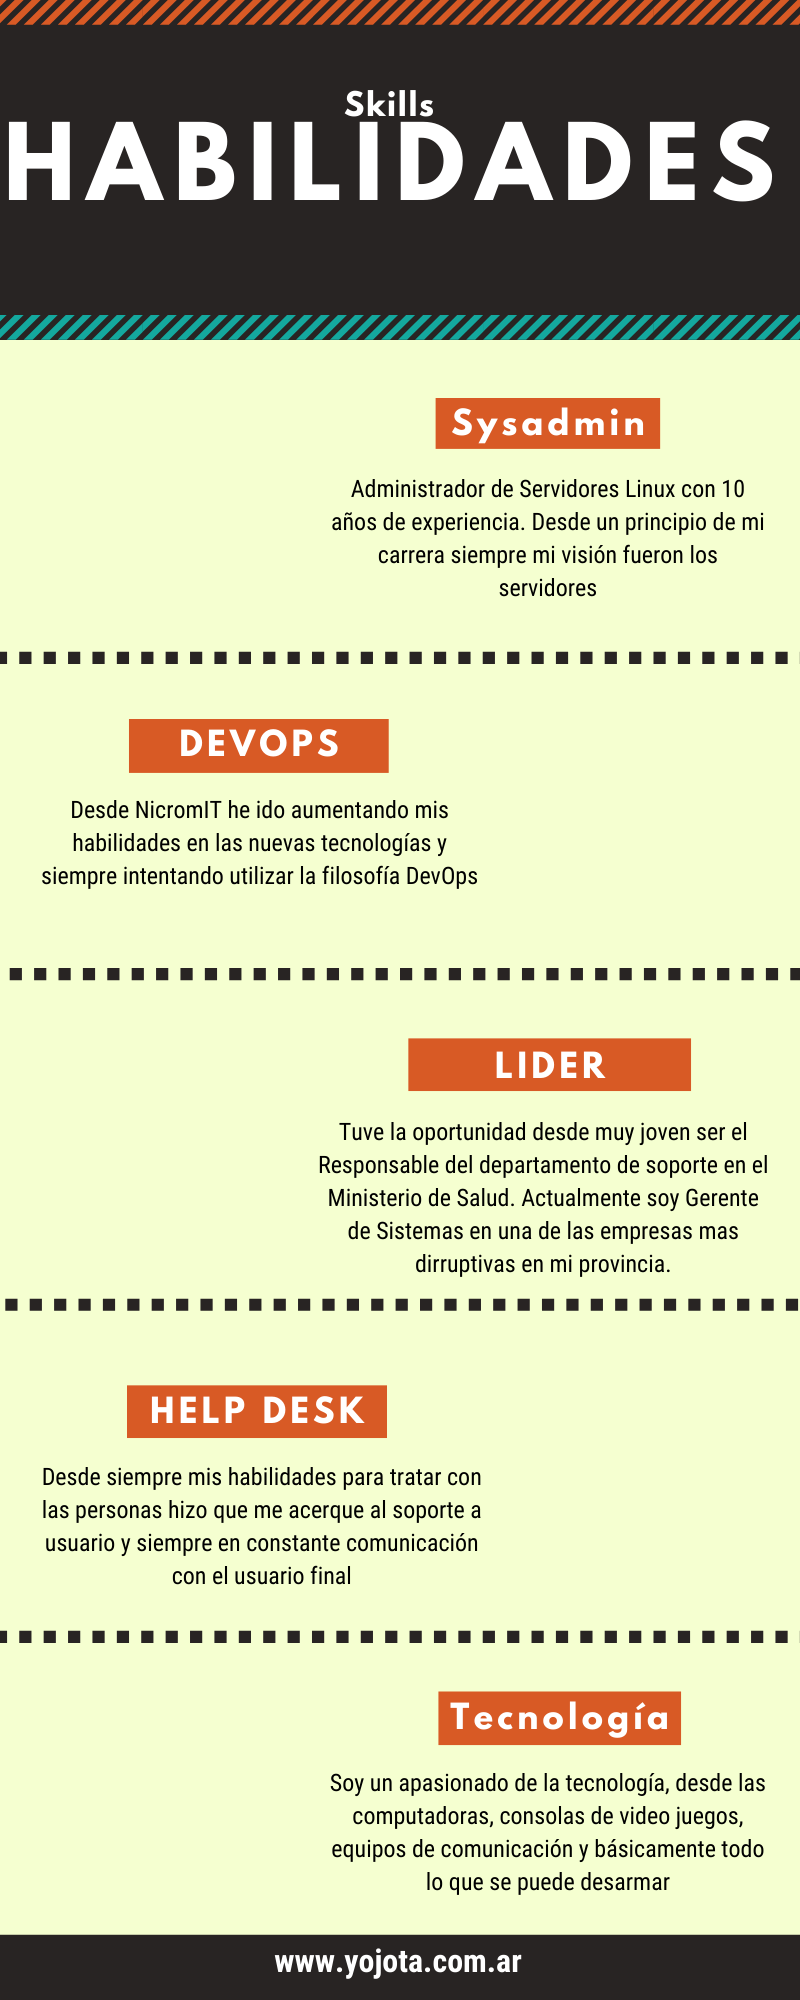 Skills
HABILIDADES
Sysadmin
Administrador de Servidores Linux con 10
años de experiencia. Desde un principio de mi
carrera siempre mi visión fueron los
servidores
DEVOPS
Desde NicromIT he ido aumentando mis
habilidades en las nuevas tecnologías y
siempre intentando utilizar la filosofía DevOps
LIDER
Tuve la oportunidad desde muy joven ser el
Responsable del departamento de soporte en el
Ministerio de Salud. Actualmente soy Gerente
de Sistemas en una de las empresas mas
dirruptivas en mi provincia.
HELP DESK
Desde siempre mis habilidades para tratar con
las personas hizo que me acerque al soporte a
usuario y siempre en constante comunicación
con el usuario final
Tecnología
Soy un apasionado de la tecnología, desde las
computadoras, consolas de video juegos,
equipos de comunicación y básicamente todo
lo que se puede desarmar
www.yojota.com.ar